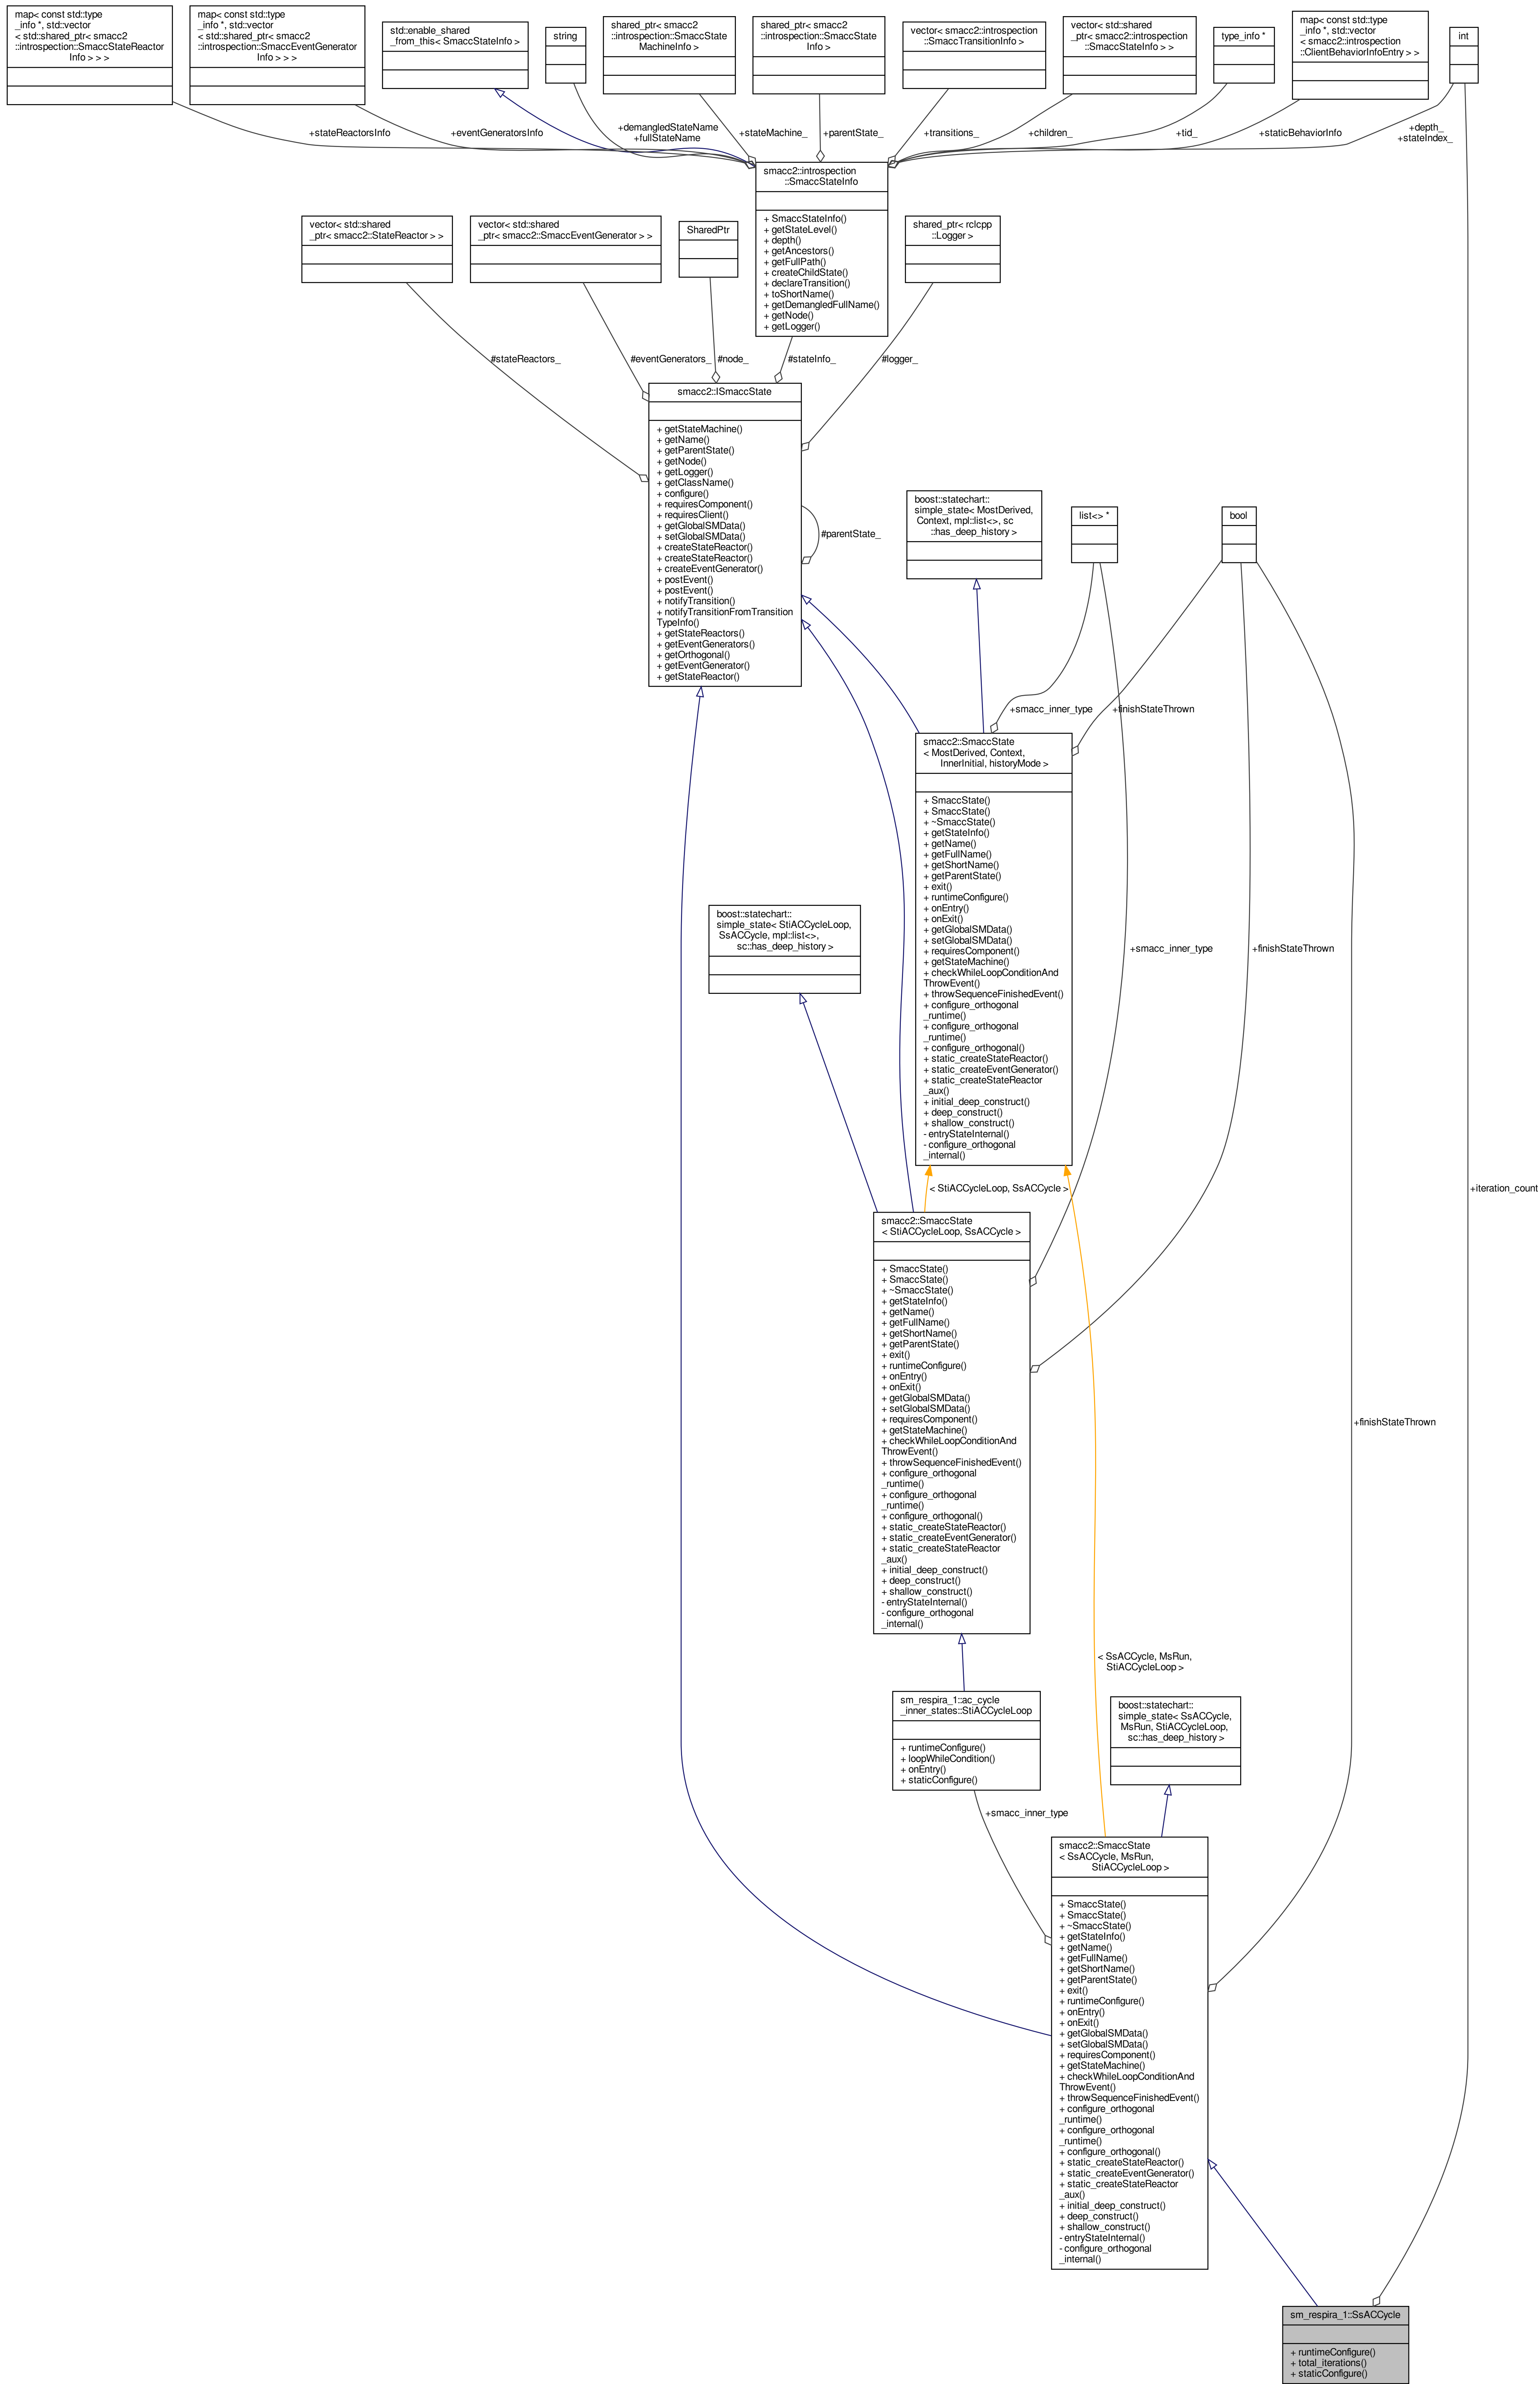 map< const std::type
_info *, std::vector
< std::shared_ptr< smacc2
::introspection::SmaccStateReactor
Info > > >
map< const std::type
_info *, std::vector
< std::shared_ptr< smacc2
::introspection::SmaccEventGenerator
Info > > >
std::enable_shared
_from_this< SmaccStateInfo >
string
shared_ptr< smacc2
::introspection::SmaccState
MachineInfo >
shared_ptr< smacc2
::introspection::SmaccState
Info >
vector< smacc2::introspection
::SmaccTransitionInfo >
vector< std::shared
_ptr< smacc2::introspection
::SmaccStateInfo > >
type_info *
map< const std::type
_info *, std::vector
< smacc2::introspection
::ClientBehaviorInfoEntry > >
int
+stateReactorsInfo
+eventGeneratorsInfo
+demangledStateName
+fullStateName
+stateMachine_
+parentState_
+transitions_
+children_
+tid_
+staticBehaviorInfo
+depth_
+stateIndex_
smacc2::introspection
::SmaccStateInfo
+ SmaccStateInfo()
+ getStateLevel()
+ depth()
+ getAncestors()
+ getFullPath()
+ createChildState()
+ declareTransition()
+ toShortName()
+ getDemangledFullName()
+ getNode()
+ getLogger()
vector< std::shared
_ptr< smacc2::StateReactor > >
vector< std::shared
_ptr< smacc2::SmaccEventGenerator > >
SharedPtr
shared_ptr< rclcpp
::Logger >
#stateReactors_
#eventGenerators_
#node_
#stateInfo_
#logger_
smacc2::ISmaccState
+ getStateMachine()
+ getName()
+ getParentState()
+ getNode()
+ getLogger()
+ getClassName()
+ configure()
+ requiresComponent()
+ requiresClient()
+ getGlobalSMData()
+ setGlobalSMData()
+ createStateReactor()
+ createStateReactor()
+ createEventGenerator()
+ postEvent()
+ postEvent()
+ notifyTransition()
+ notifyTransitionFromTransition
TypeInfo()
+ getStateReactors()
+ getEventGenerators()
+ getOrthogonal()
+ getEventGenerator()
+ getStateReactor()
#parentState_
boost::statechart::
simple_state< MostDerived,
Context, mpl::list<>, sc
::has_deep_history >
list<> *
bool
+smacc_inner_type
+finishStateThrown
smacc2::SmaccState
< MostDerived, Context,
InnerInitial, historyMode >
+ SmaccState()
+ SmaccState()
+ ~SmaccState()
+ getStateInfo()
+ getName()
+ getFullName()
+ getShortName()
+ getParentState()
+ exit()
+ runtimeConfigure()
+ onEntry()
+ onExit()
+ getGlobalSMData()
+ setGlobalSMData()
+ requiresComponent()
+ getStateMachine()
+ checkWhileLoopConditionAnd
ThrowEvent()
+ throwSequenceFinishedEvent()
+ configure_orthogonal
_runtime()
+ configure_orthogonal
_runtime()
+ configure_orthogonal()
+ static_createStateReactor()
+ static_createEventGenerator()
+ static_createStateReactor
_aux()
+ initial_deep_construct()
+ deep_construct()
+ shallow_construct()
- entryStateInternal()
- configure_orthogonal
_internal()
boost::statechart::
simple_state< StiACCycleLoop,
SsACCycle, mpl::list<>,
sc::has_deep_history >
+smacc_inner_type
+finishStateThrown
< StiACCycleLoop, SsACCycle >
+iteration_count
smacc2::SmaccState
< StiACCycleLoop, SsACCycle >
+ SmaccState()
+ SmaccState()
+ ~SmaccState()
+ getStateInfo()
+ getName()
+ getFullName()
+ getShortName()
+ getParentState()
+ exit()
+ runtimeConfigure()
+ onEntry()
+ onExit()
+ getGlobalSMData()
+ setGlobalSMData()
+ requiresComponent()
+ getStateMachine()
+ checkWhileLoopConditionAnd
ThrowEvent()
+ throwSequenceFinishedEvent()
+ configure_orthogonal
_runtime()
+ configure_orthogonal
_runtime()
+ configure_orthogonal()
+ static_createStateReactor()
+ static_createEventGenerator()
+ static_createStateReactor
_aux()
+ initial_deep_construct()
+ deep_construct()
+ shallow_construct()
- entryStateInternal()
- configure_orthogonal
_internal()
+finishStateThrown
< SsACCycle, MsRun,
StiACCycleLoop >
sm_respira_1::ac_cycle
_inner_states::StiACCycleLoop
+ runtimeConfigure()
+ loopWhileCondition()
+ onEntry()
+ staticConfigure()
boost::statechart::
simple_state< SsACCycle,
MsRun, StiACCycleLoop,
sc::has_deep_history >
+smacc_inner_type
smacc2::SmaccState
< SsACCycle, MsRun,
StiACCycleLoop >
+ SmaccState()
+ SmaccState()
+ ~SmaccState()
+ getStateInfo()
+ getName()
+ getFullName()
+ getShortName()
+ getParentState()
+ exit()
+ runtimeConfigure()
+ onEntry()
+ onExit()
+ getGlobalSMData()
+ setGlobalSMData()
+ requiresComponent()
+ getStateMachine()
+ checkWhileLoopConditionAnd
ThrowEvent()
+ throwSequenceFinishedEvent()
+ configure_orthogonal
_runtime()
+ configure_orthogonal
_runtime()
+ configure_orthogonal()
+ static_createStateReactor()
+ static_createEventGenerator()
+ static_createStateReactor
_aux()
+ initial_deep_construct()
+ deep_construct()
+ shallow_construct()
- entryStateInternal()
- configure_orthogonal
_internal()
sm_respira_1::SsACCycle
+ runtimeConfigure()
+ total_iterations()
+ staticConfigure()